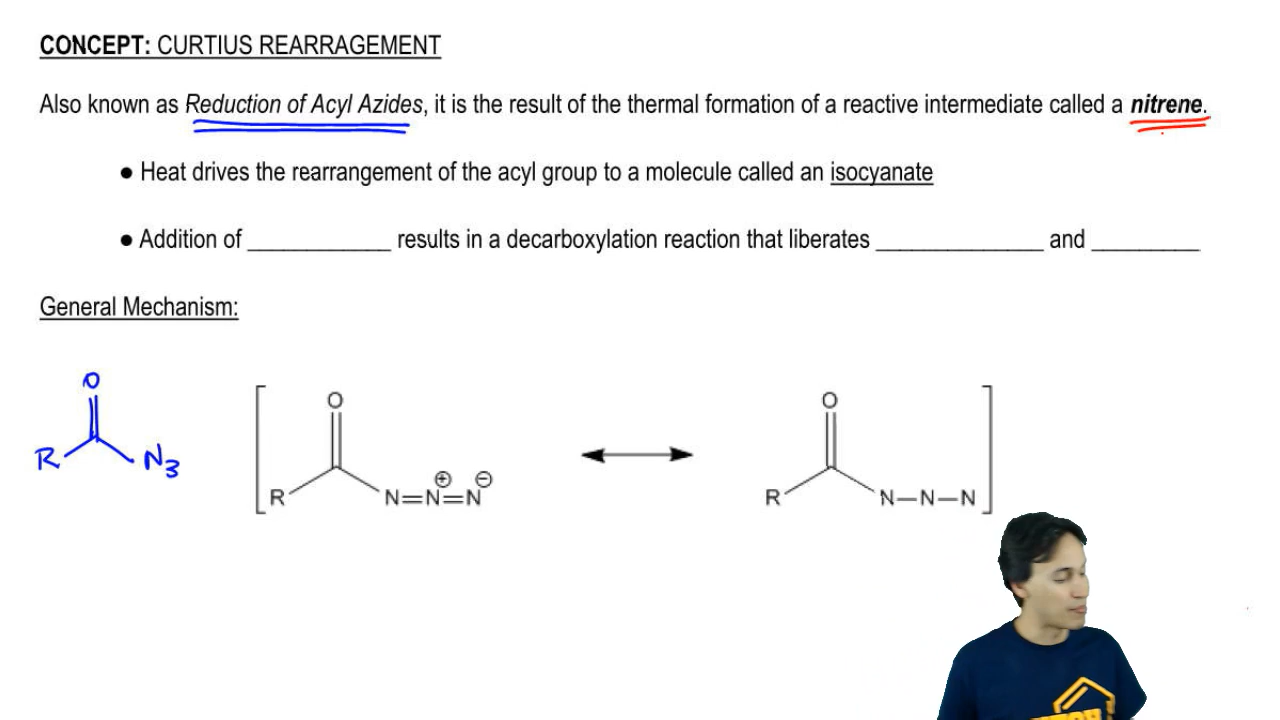 CONCEPT: CURTIUS REARRAGEMENT
Also known as Reduction of Acyl Azides, it is the result of the thermal formation of a reactive intermediate called a nitrene.
● Heat drives the rearrangement of the acyl group to a molecule called an isocyanate
● Addition of ____________ results in a decarboxylation reaction that liberates ______________ and _________
General Mechanism:
O
R N3
O
R N=N=N ⊕ ⊖
O
R N—N—N